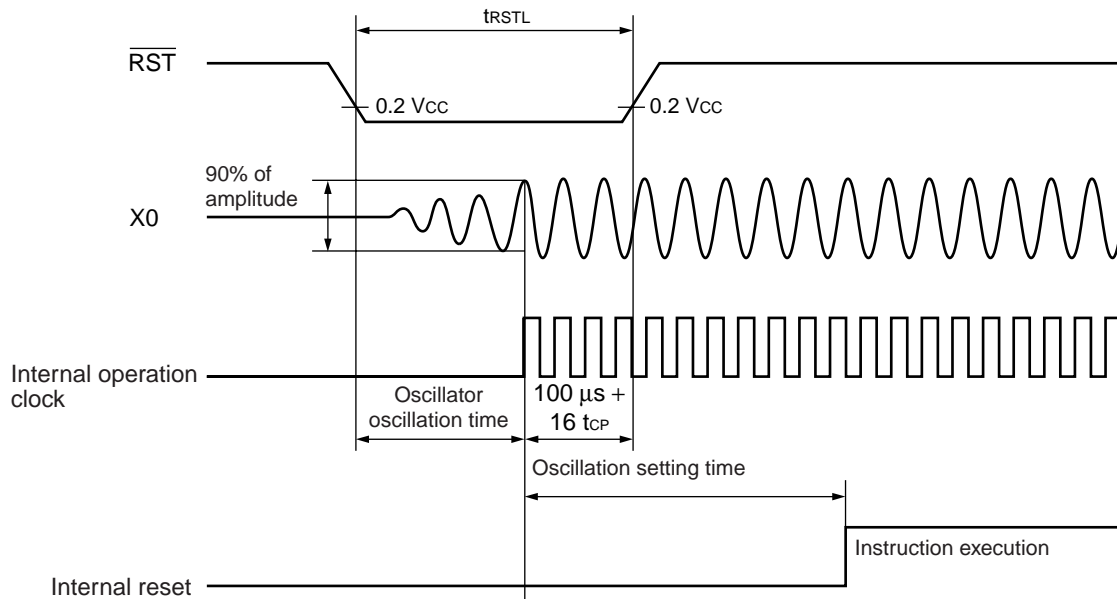 tRSTL
RST
0.2 VCC
0.2 VCC
90% of
amplitude
X0
Internal operation
clock
Oscillator
oscillation time
100 μs +
16 tCP
Oscillation setting time
Instruction execution
Internal reset